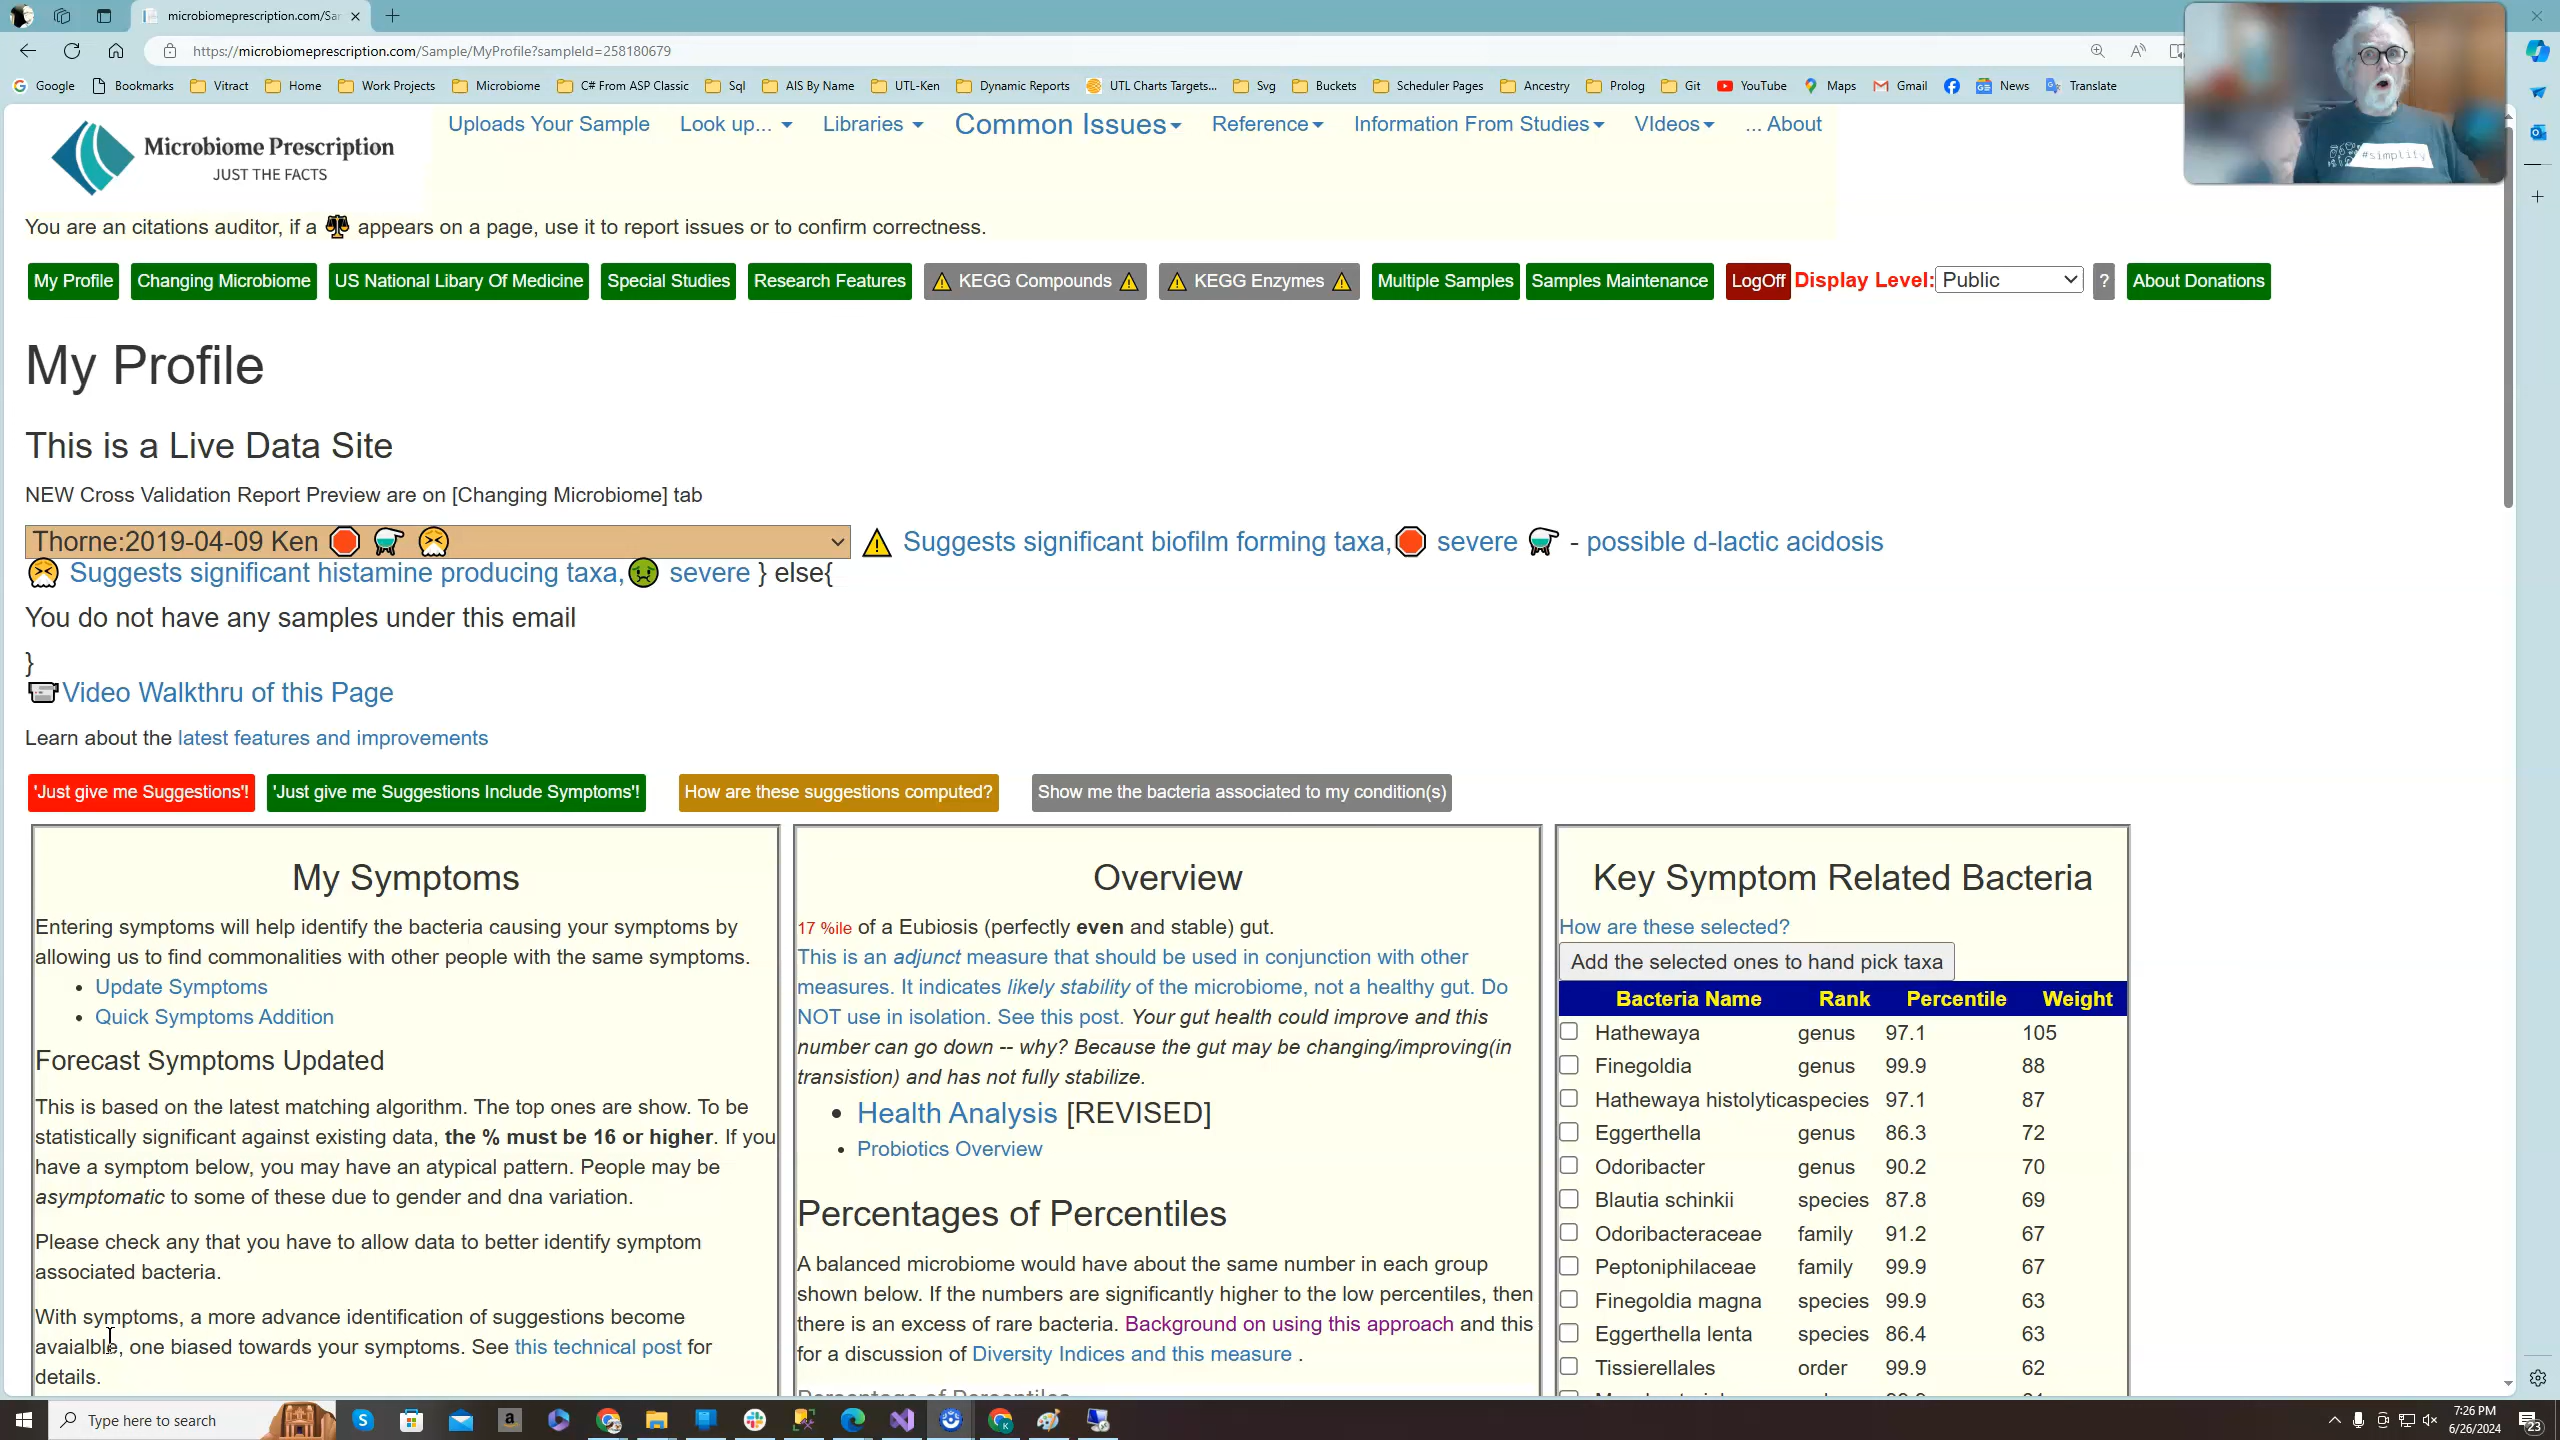 microbiomeprescription.com/Sar
https://microbiomeprescription.com/Sample/MyProfile?sampleId=258180679
Google Bookmarks Vitract Home Work Projects Microbiome C# From ASP Classic Sql AIS By Name UTL-Ken Dynamic Reports UTL Charts Targets... Svg Buckets Scheduler Pages Ancestry Prolog Git YouTube Maps Gmail News Translate
#simplify
Microbiome Prescription
JUST THE FACTS
Uploads Your Sample Look up... Libraries Common Issues Reference Information From Studies VIdeos ... About
You are an citations auditor, if a appears on a page, use it to report issues or to confirm correctness.
My Profile Changing Microbiome US National Libary Of Medicine Special Studies Research Features KEGG Compounds KEGG Enzymes Multiple Samples Samples Maintenance LogOff Display Level: Public ? About Donations
My Profile
This is a Live Data Site
NEW Cross Validation Report Preview are on [Changing Microbiome] tab
Thorne:2019-04-09 Ken Suggests significant biofilm forming taxa, severe - possible d-lactic acidosis
Suggests significant histamine producing taxa, severe } else{
You do not have any samples under this email
}
Video Walkthru of this Page
Learn about the latest features and improvements
'Just give me Suggestions'! 'Just give me Suggestions Include Symptoms'! How are these suggestions computed? Show me the bacteria associated to my condition(s)
My Symptoms
Entering symptoms will help identify the bacteria causing your symptoms by
allowing us to find commonalities with other people with the same symptoms.
• Update Symptoms
• Quick Symptoms Addition
Forecast Symptoms Updated
This is based on the latest matching algorithm. The top ones are show. To be
statistically significant against existing data, the % must be 16 or higher. If you
have a symptom below, you may have an atypical pattern. People may be
asymptomatic to some of these due to gender and dna variation.
Please check any that you have to allow data to better identify symptom
associated bacteria.
With symptoms, a more advance identification of suggestions become
avaialble, one biased towards your symptoms. See this technical post for
details.
Overview
17 %ile of a Eubiosis (perfectly even and stable) gut.
This is an adjunct measure that should be used in conjunction with other
measures. It indicates likely stability of the microbiome, not a healthy gut. Do
NOT use in isolation. See this post. Your gut health could improve and this
number can go down -- why? Because the gut may be changing/improving(in
transistion) and has not fully stabilize.
• Health Analysis [REVISED]
• Probiotics Overview
Percentages of Percentiles
A balanced microbiome would have about the same number in each group
shown below. If the numbers are significantly higher to the low percentiles, then
there is an excess of rare bacteria. Background on using this approach and this
for a discussion of Diversity Indices and this measure .
Percentage of Percentiles
Key Symptom Related Bacteria
How are these selected?
Add the selected ones to hand pick taxa
Bacteria Name Rank Percentile Weight
Hathewaya genus 97.1 105
Finegoldia genus 99.9 88
Hathewaya histolytica species 97.1 87
Eggerthella genus 86.3 72
Odoribacter genus 90.2 70
Blautia schinkii species 87.8 69
Odoribacteraceae family 91.2 67
Peptoniphilaceae family 99.9 67
Finegoldia magna species 99.9 63
Eggerthella lenta species 86.4 63
Tissierellales order 99.9 62
Type here to search
7:26 PM
6/26/2024
23